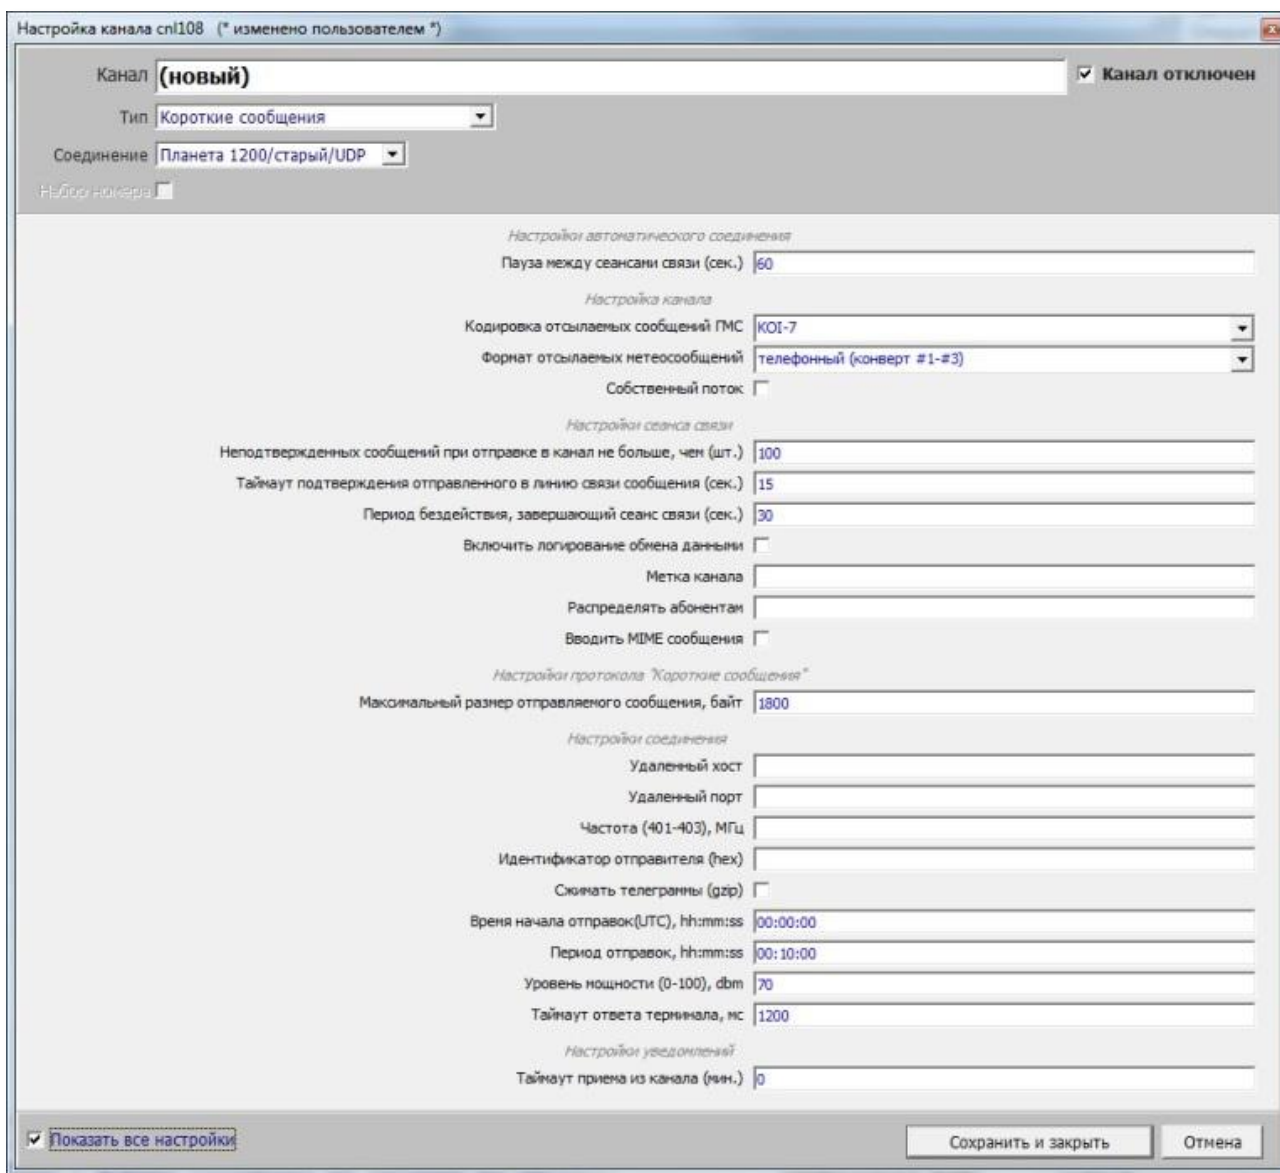 Настройка канала cnl108 (* изменено пользователем *)
Канал (новый) Канал отключен
Тип Короткие сообщения
Соединение Планета 1200/старый/UDP
Набор номера
Настройки автоматического соединения
Пауза между сеансами связи (сек.) 60
Настройка канала
Кодировка отсылаемых сообщений ГМС KOI-7
Формат отсылаемых метеосообщений телефонный (конверт #1-#3)
Собственный поток
Настройки сеанса связи
Неподтвержденных сообщений при отправке в канал не больше, чем (шт.) 100
Таймаут подтверждения отправленного в линию связи сообщения (сек.) 15
Период бездействия, завершающий сеанс связи (сек.) 30
Включить логирование обмена данными
Метка канала
Распределять абонентам
Вводить MIME сообщения
Настройки протокола "Короткие сообщения"
Максимальный размер отправляемого сообщения, байт 1800
Настройки соединения
Удаленный хост
Удаленный порт
Частота (401-403), МГц
Идентификатор отправителя (hex)
Сжимать телеграммы (gzip)
Время начала отправок(UTC), hh:mm:ss 00:00:00
Период отправок, hh:mm:ss 00:10:00
Уровень мощности (0-100), dbm 70
Таймаут ответа терминала, мс 1200
Настройки уведомлений
Таймаут приема из канала (мин.) 0
Показать все настройки Сохранить и закрыть Отмена